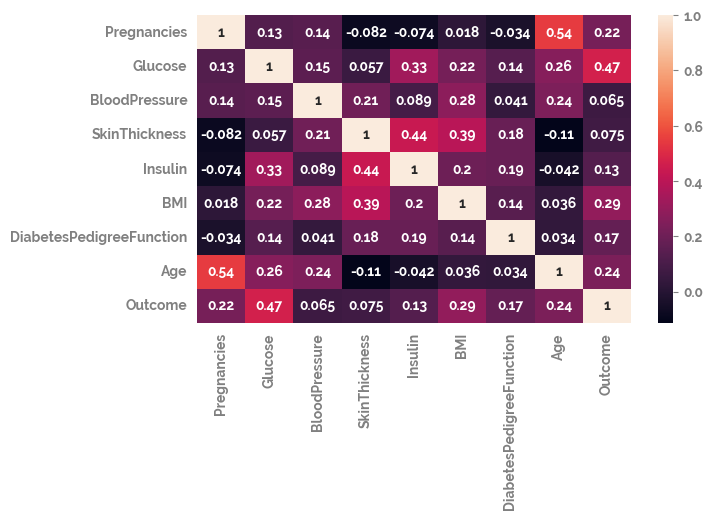 Pregnancies 1 0.13 0.14 -0.082 -0.074 0.018 -0.034 0.54 0.22
Glucose 0.13 1 0.15 0.057 0.33 0.22 0.14 0.26 0.47
BloodPressure 0.14 0.15 1 0.21 0.089 0.28 0.041 0.24 0.065
SkinThickness -0.082 0.057 0.21 1 0.44 0.39 0.18 -0.11 0.075
Insulin -0.074 0.33 0.089 0.44 1 0.2 0.19 -0.042 0.13
BMI 0.018 0.22 0.28 0.39 0.2 1 0.14 0.036 0.29
DiabetesPedigreeFunction -0.034 0.14 0.041 0.18 0.19 0.14 1 0.034 0.17
Age 0.54 0.26 0.24 -0.11 -0.042 0.036 0.034 1 0.24
Outcome 0.22 0.47 0.065 0.075 0.13 0.29 0.17 0.24 1
Pregnancies
Glucose
BloodPressure
SkinThickness
Insulin
BMI
DiabetesPedigreeFunction
Age
Outcome
1.0
0.8
0.6
0.4
0.2
0.0